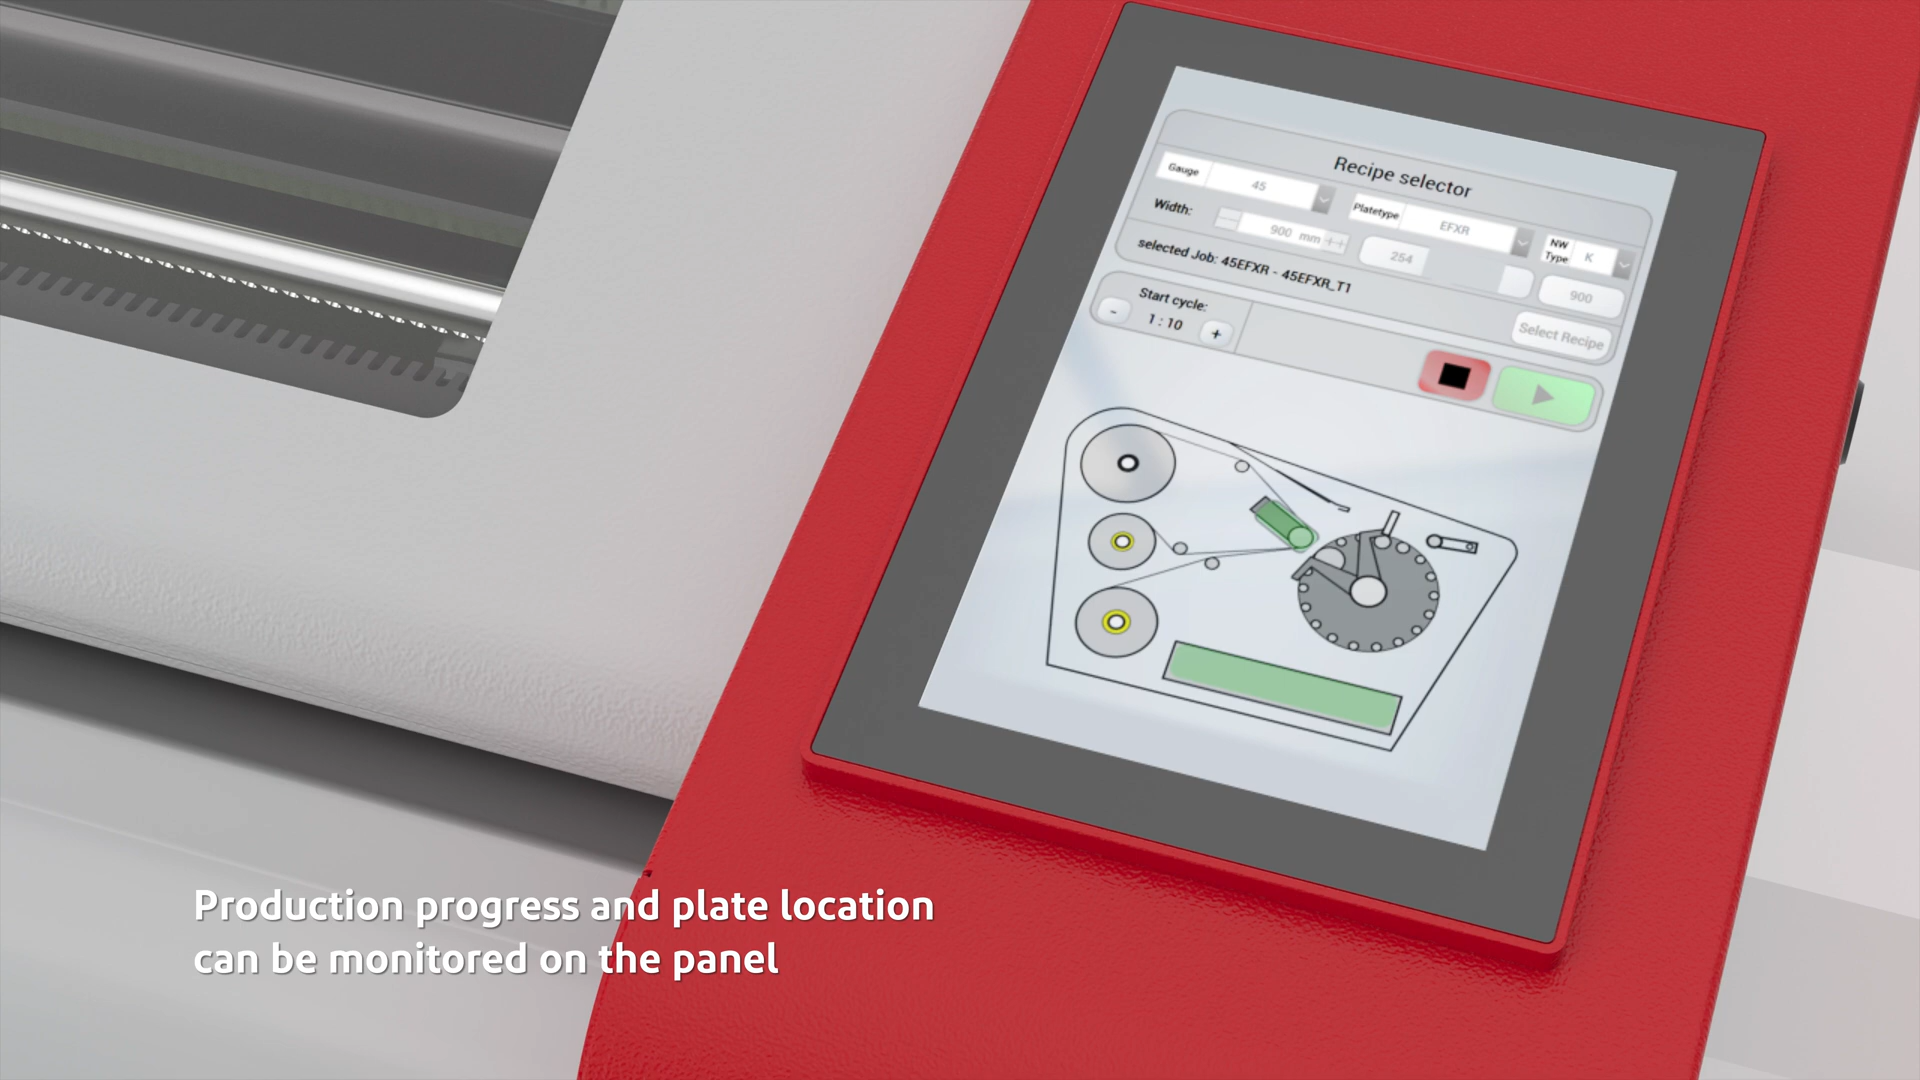 Recipe selector
Gauge 45 Platetype EFXR NW Type K
Width: - 900 mm ++ 254 900
selected Job: 45EFXR - 45EFXR_T1
Select Recipe
Start cycle:
- 1 : 10 +
Production progress and plate location
can be monitored on the panel